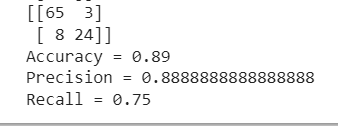 [[65  3]
 [ 8 24]]
Accuracy = 0.89
Precision = 0.8888888888888888
Recall = 0.75